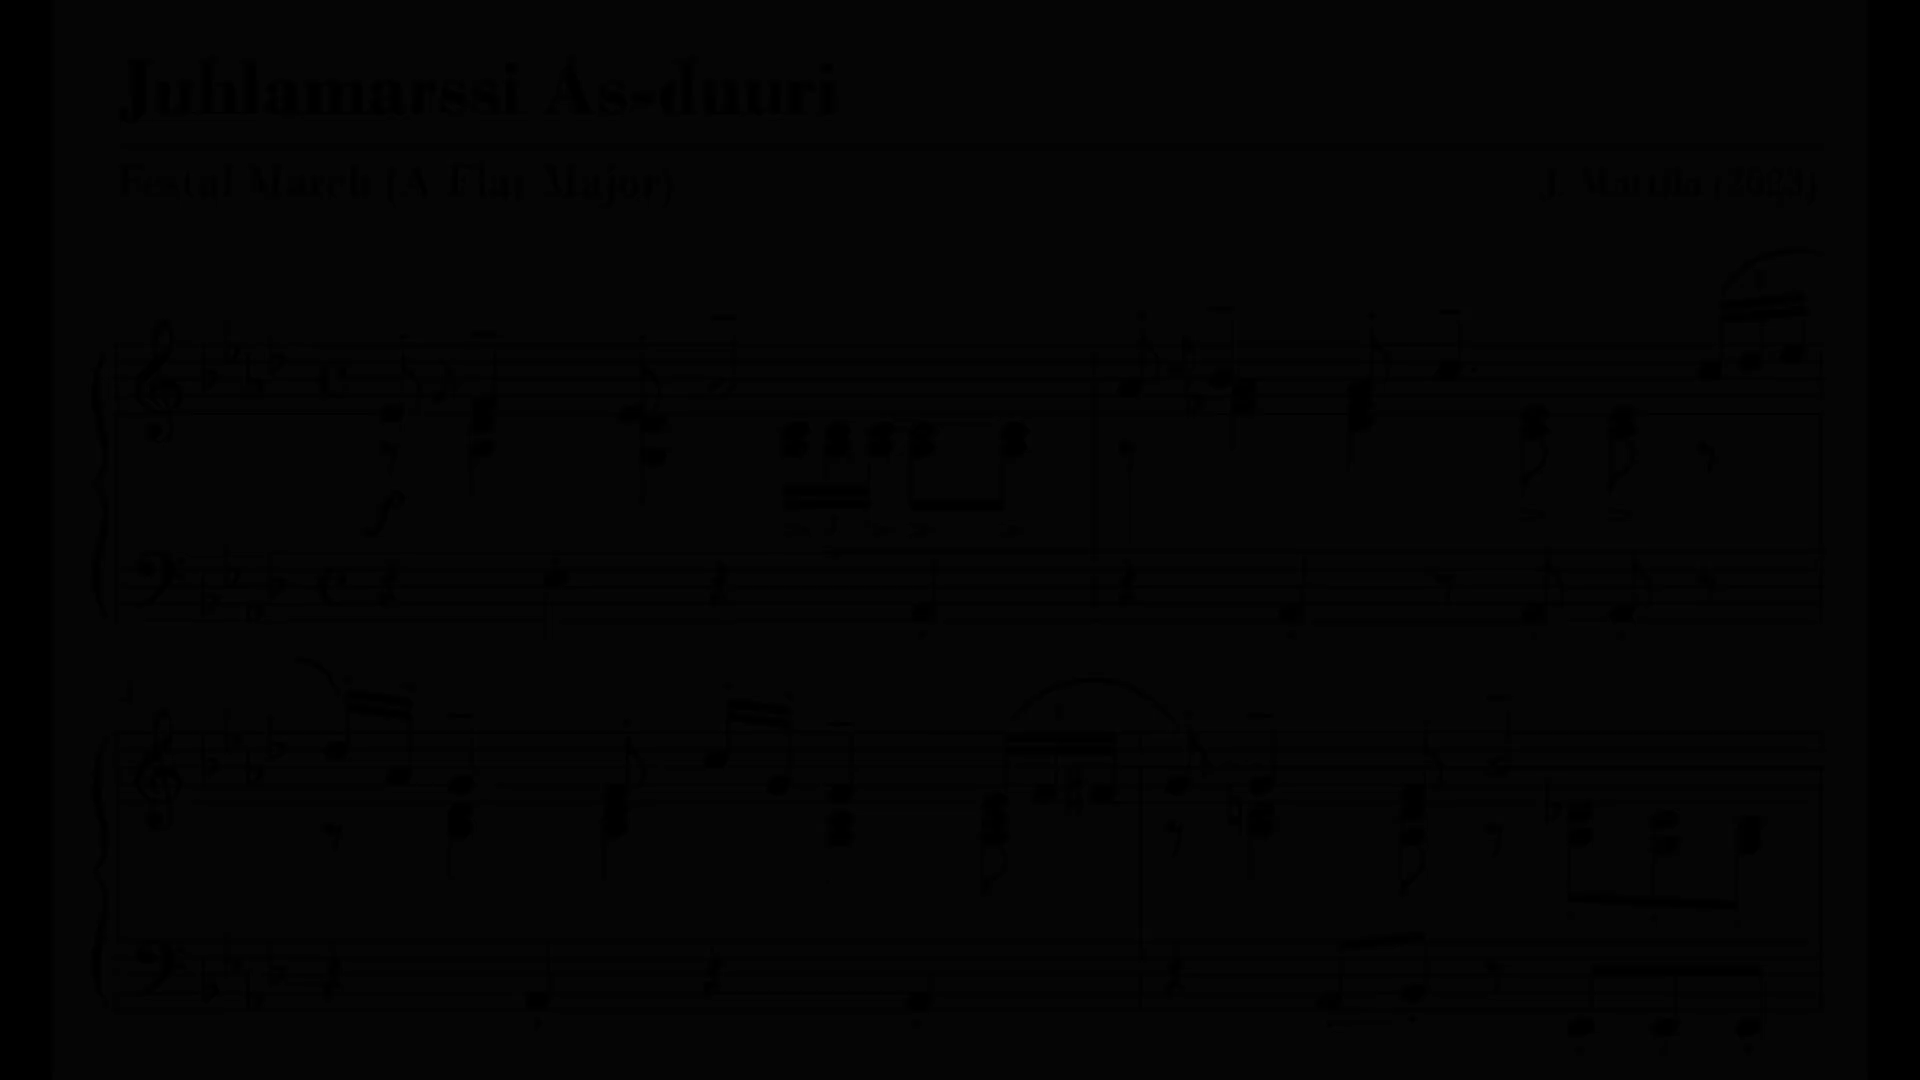 Juhlamarssi As-duuri
Festal March (A Flat Major)
J. Mattila (2023)